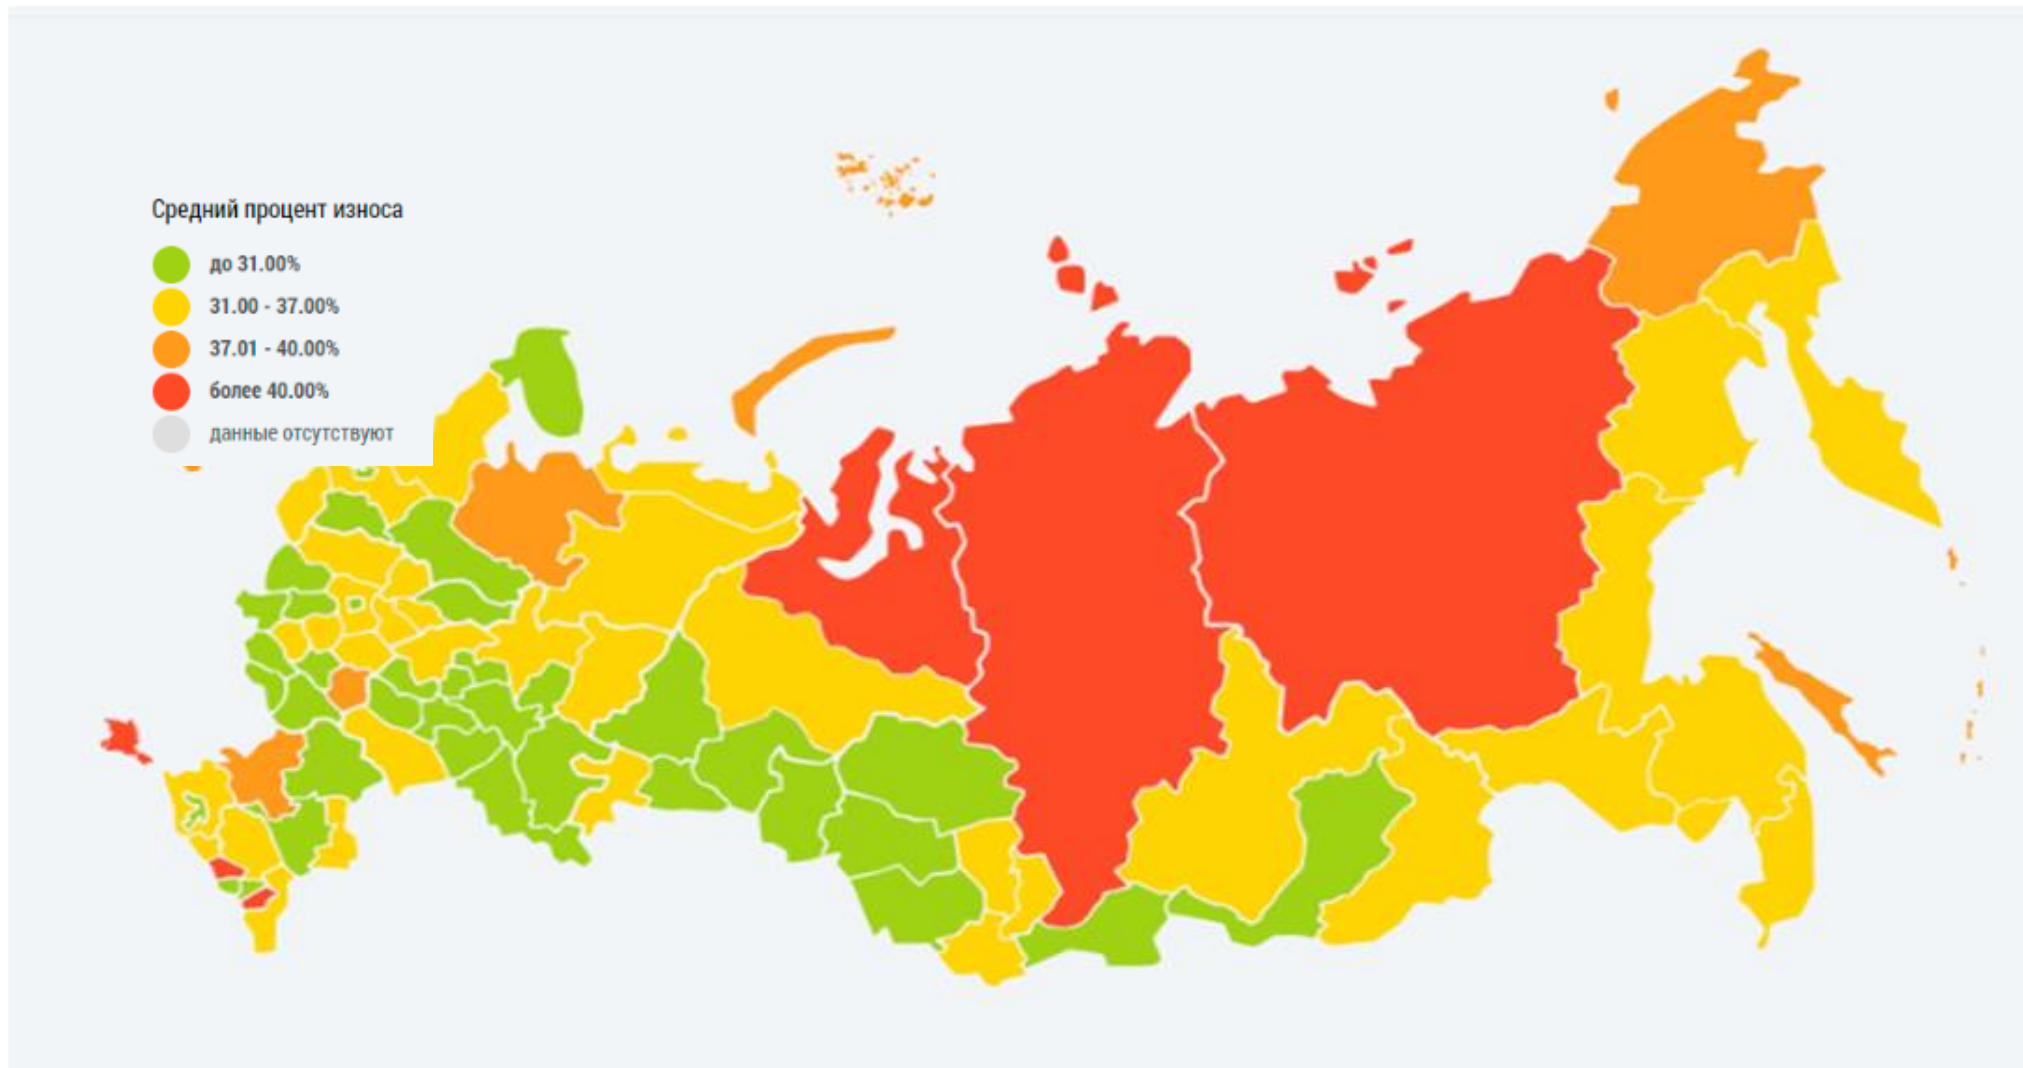 Средний процент износа
до 31.00%
31.00 - 37.00%
37.01 - 40.00%
более 40.00%
данные отсутствуют